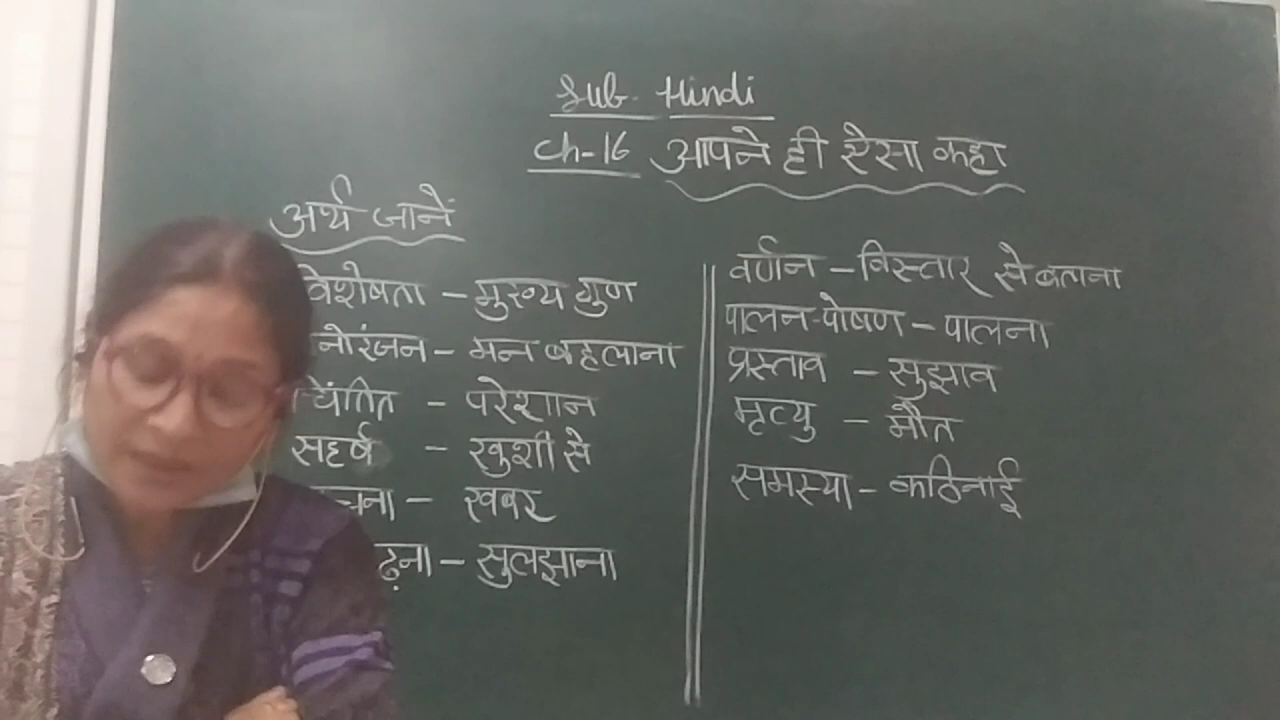 Sub. Hindi
Ch-16 आपने ही ऐसा कहा
अर्थ जानें
विशेषता – मुख्य गुण
नोरंजन – मन बहलाना
चिंतित – परेशान
सहर्ष – खुशी से
चना – खबर
ढ़ना – सुलझाना
वर्णन – विस्तार से बताना
पालन-पोषण – पालना
प्रस्ताव – सुझाव
मृत्यु – मौत
समस्या – कठिनाई